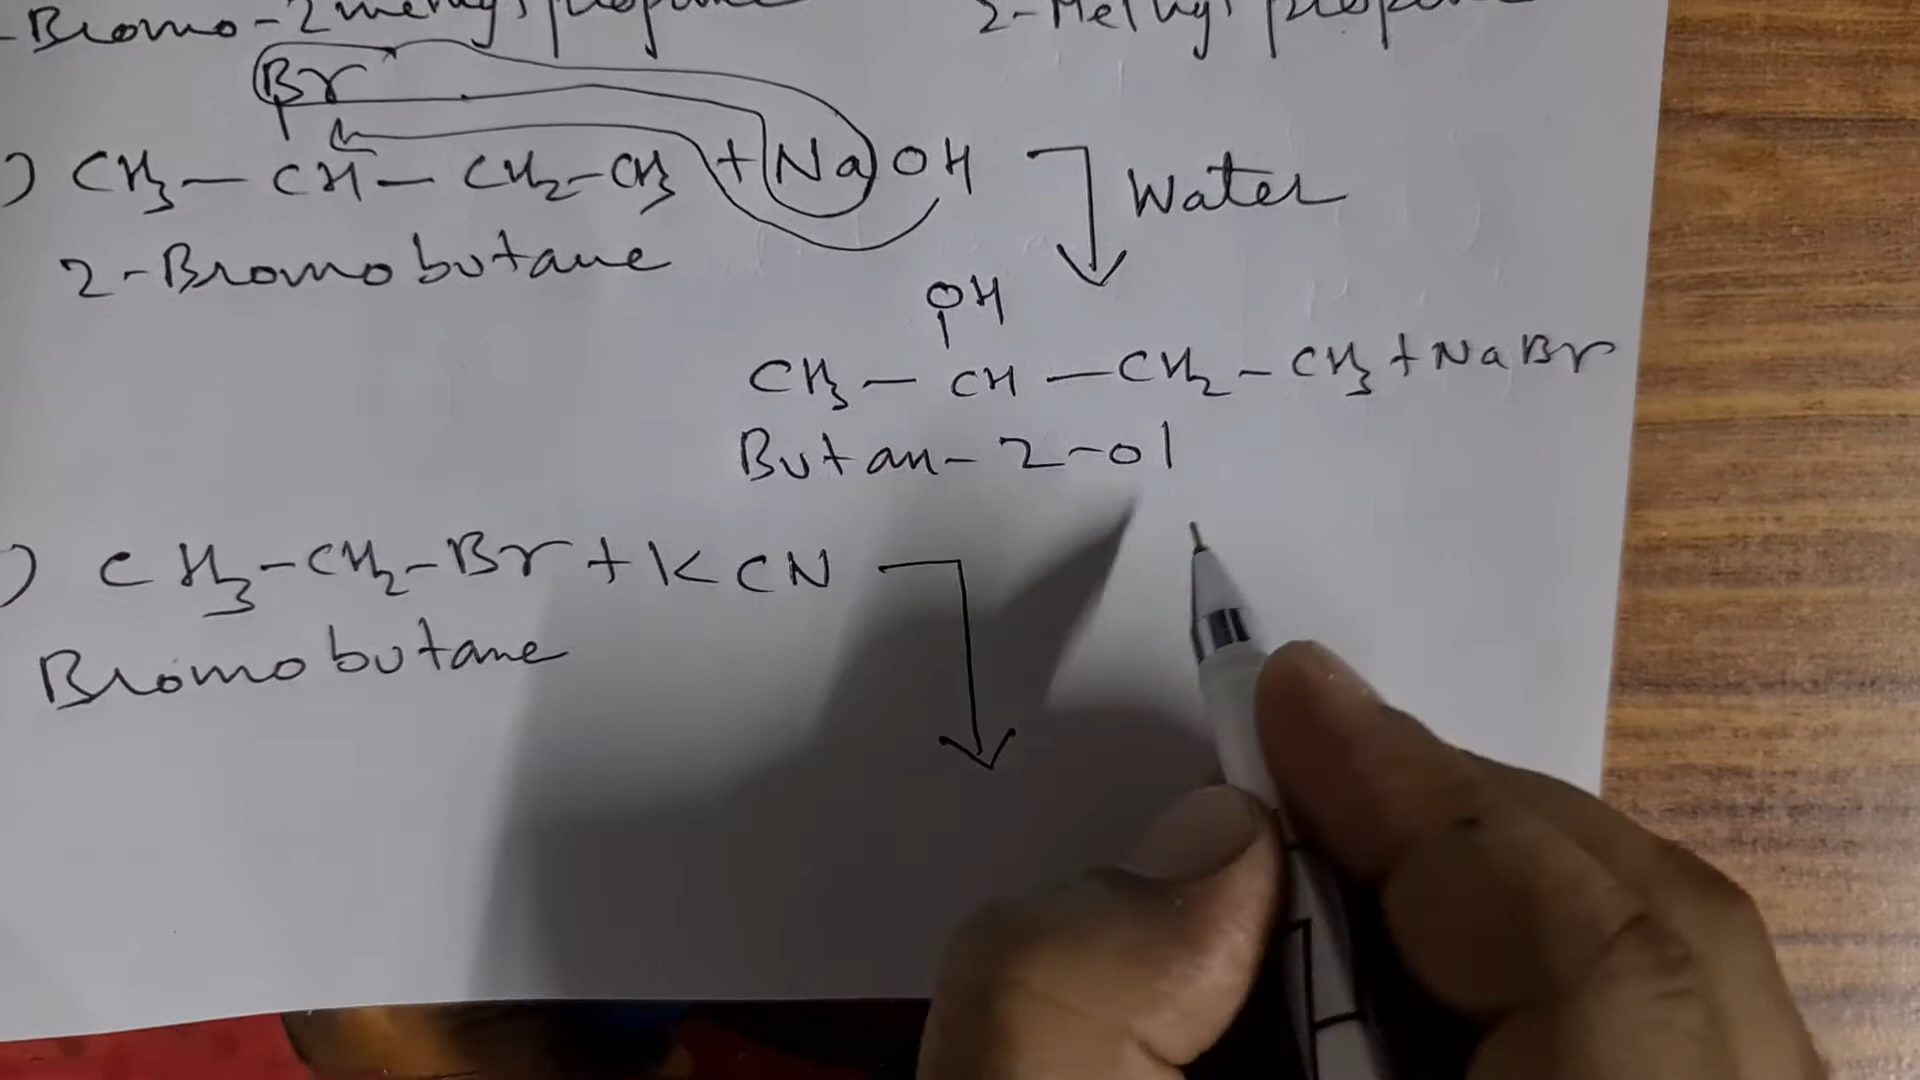 -Bromo-2 methyl propane 2-Methyl propan
Br
) CH3 — CH — CH2-CH3 + NaOH Water
2-Bromobutane
OH
CH3 — CH — CH2 - CH3 + NaBr
Butan-2-ol
) CH3-CH2-Br + KCN
Bromobutane